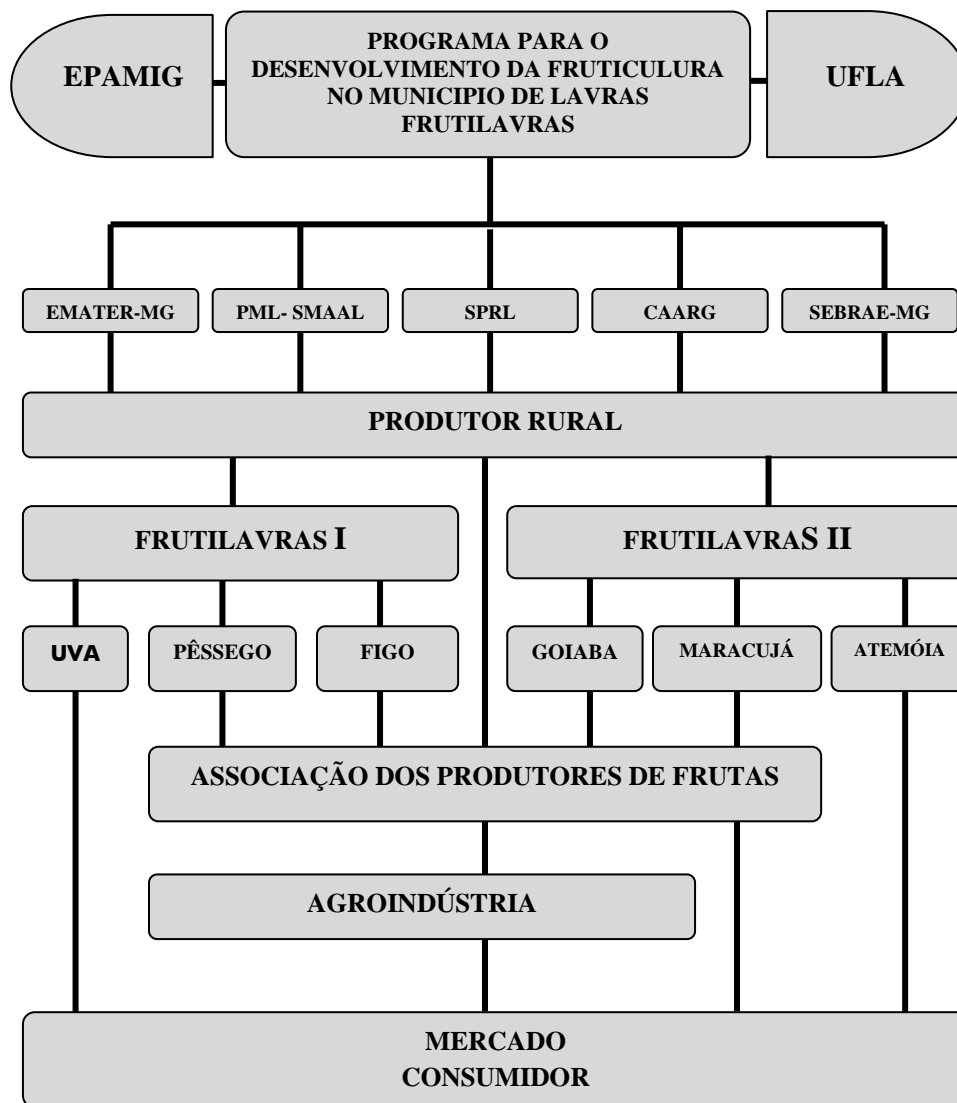 EPAMIG
PROGRAMA PARA O
DESENVOLVIMENTO DA FRUTICULURA
NO MUNICIPIO DE LAVRAS
FRUTILAVRAS
UFLA
EMATER-MG
PML- SMAAL
SPRL
CAARG
SEBRAE-MG
PRODUTOR RURAL
FRUTILAVRAS I
FRUTILAVRAS II
UVA
PÊSSEGO
FIGO
GOIABA
MARACUJÁ
ATEMÓIA
ASSOCIAÇÃO DOS PRODUTORES DE FRUTAS
AGROINDÚSTRIA
MERCADO
CONSUMIDOR